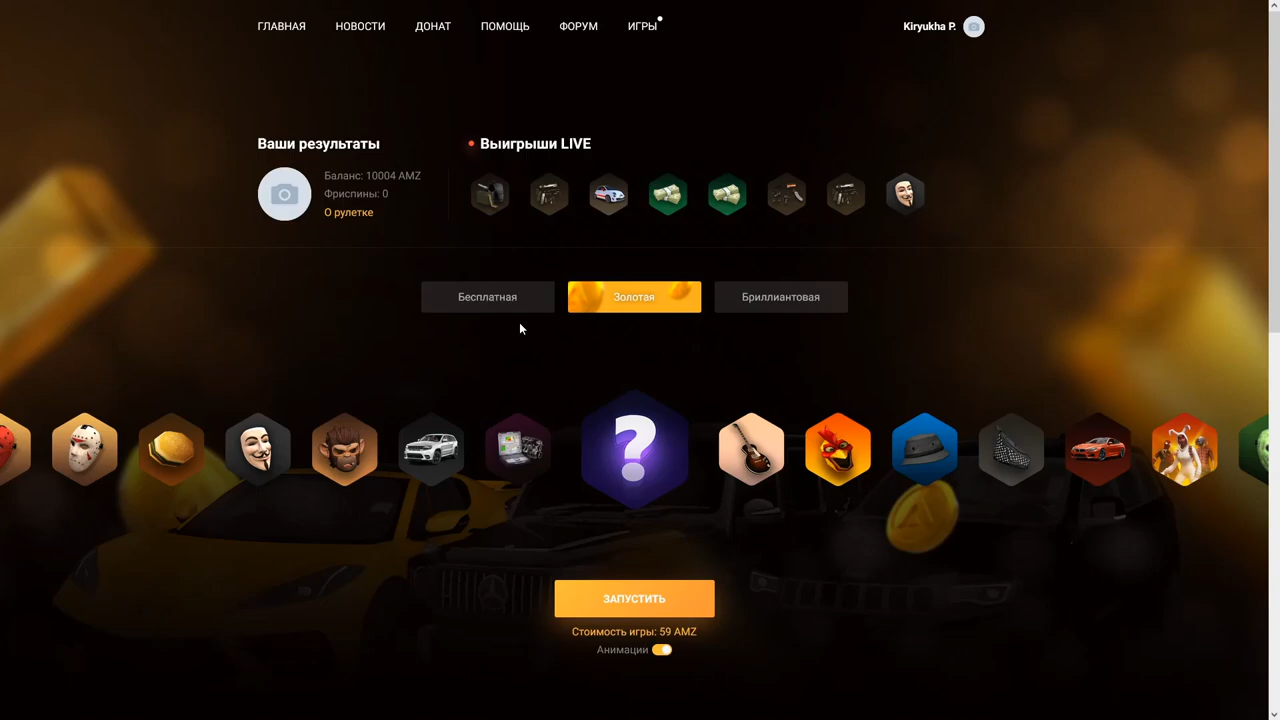 ГЛАВНАЯ
НОВОСТИ
ДОНАТ
ПОМОЩЬ
ФОРУМ
ИГРЫ
Kiryukha P.
Ваши результаты
Баланс: 10004 AMZ
Фриспины: 0
О рулетке
Выигрыши LIVE
Бесплатная
Золотая
Бриллиантовая
?
ЗАПУСТИТЬ
Стоимость игры: 59 AMZ
Анимации